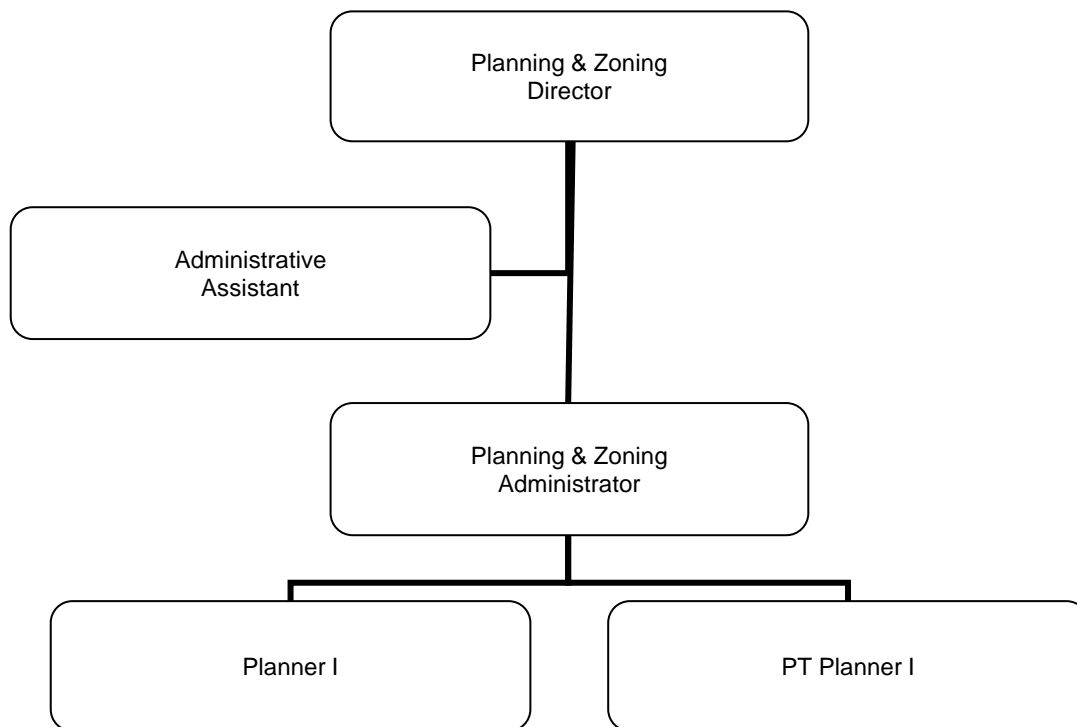 Planning & Zoning
Director
Administrative
Assistant
Planning & Zoning
Administrator
Planner I
PT Planner I